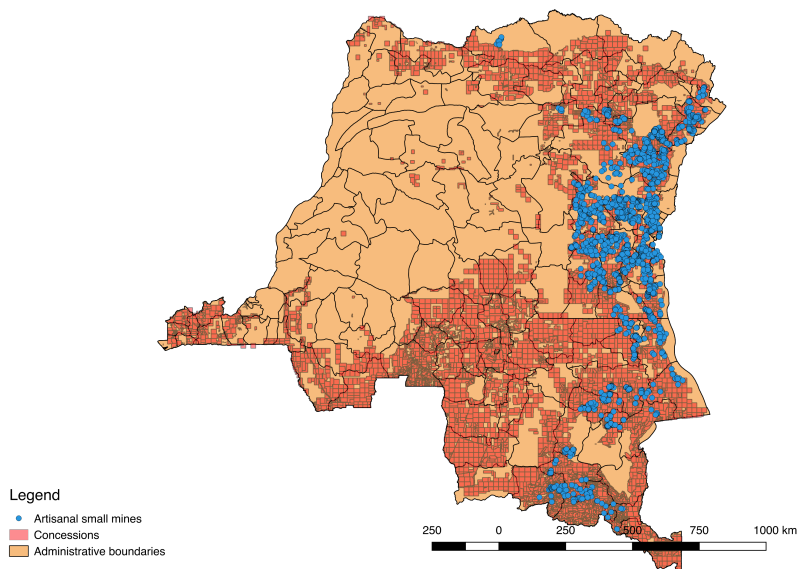 Legend
Artisanal small mines
Concessions
Administrative boundaries
250 0 250 500 750 1000 km